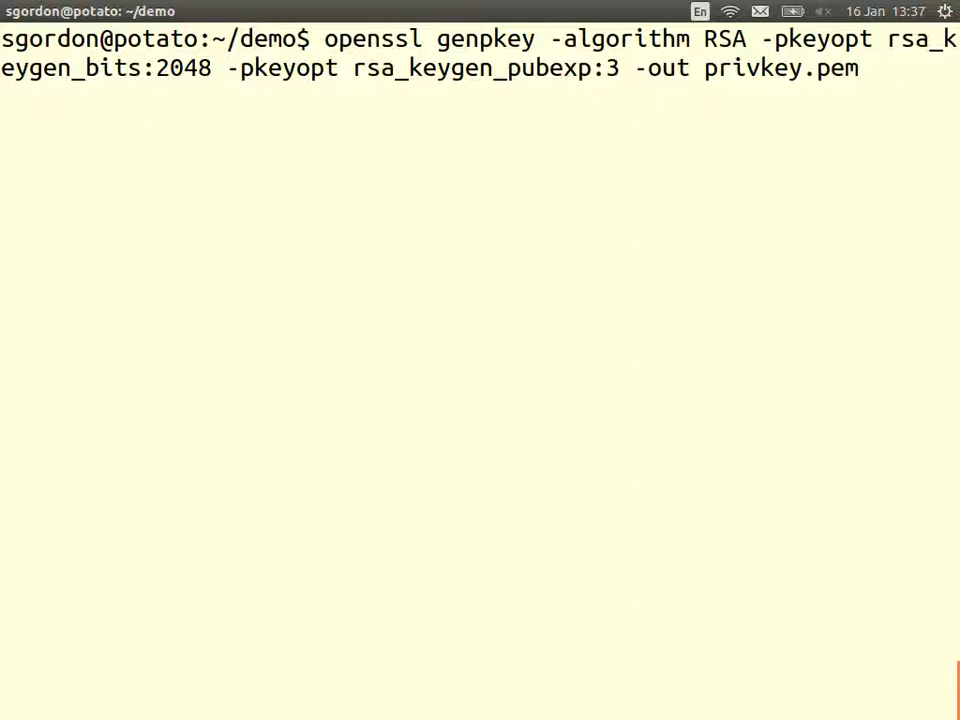 sgordon@potato: ~/demo
En 16 Jan 13:37
sgordon@potato:~/demo$ openssl genpkey -algorithm RSA -pkeyopt rsa_k
eygen_bits:2048 -pkeyopt rsa_keygen_pubexp:3 -out privkey.pem